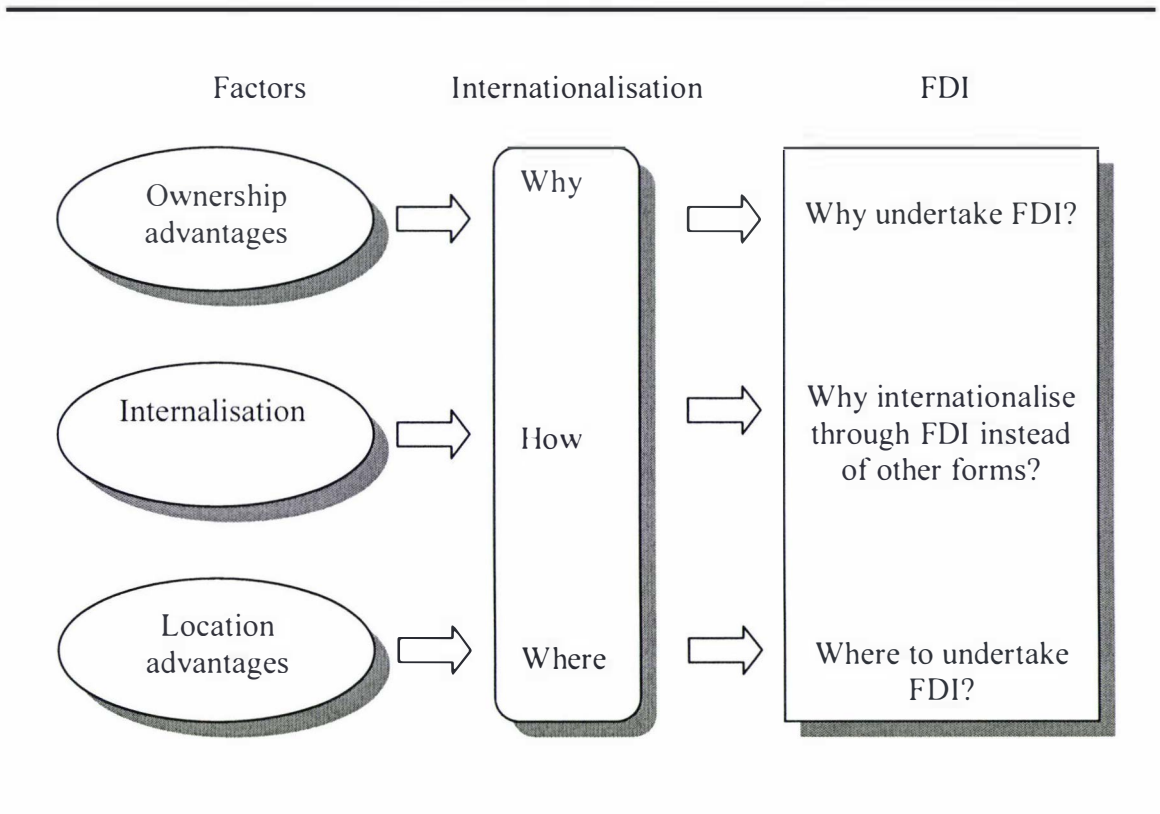 Factors
Internationalisation
FDI
Ownership
advantages
Why
Why undertake FDI?
Internalisation
How
Why internationalise
through FDI instead
of other forms?
Location
advantages
Where
Where to undertake
FDI?